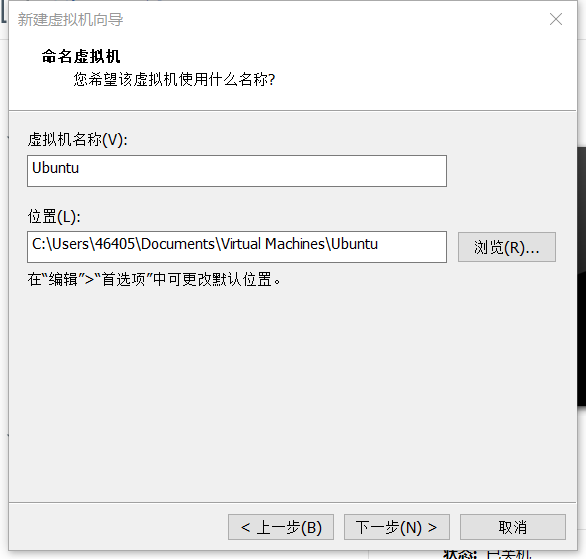 新建虚拟机向导
命名虚拟机
您希望该虚拟机使用什么名称?
虚拟机名称(V):
Ubuntu
位置(L):
C:\Users\46405\Documents\Virtual Machines\Ubuntu
浏览(R)...
在“编辑”>“首选项”中可更改默认位置。
< 上一步(B)
下一步(N) >
取消
状态: 已关机